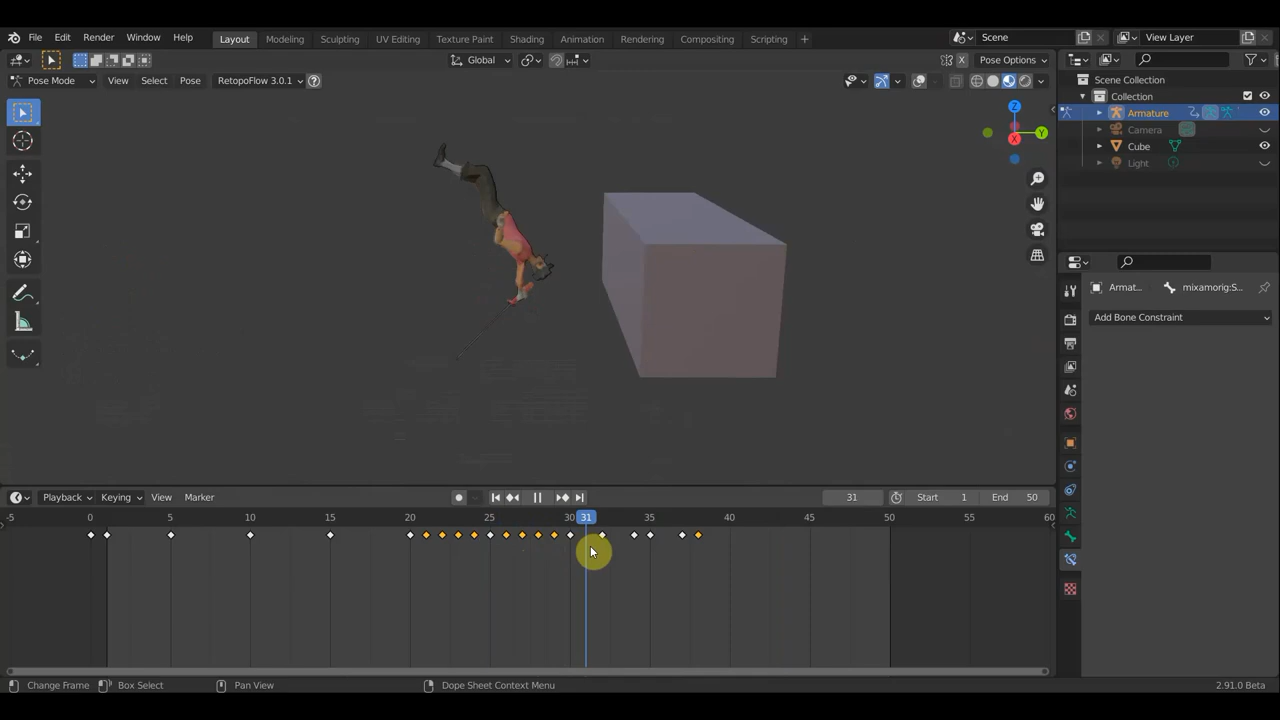 File Edit Render Window Help Layout Modeling Sculpting UV Editing Texture Paint Shading Animation Rendering Compositing Scripting + Scene View Layer
Global Pose Options
Pose Mode View Select Pose RetopoFlow 3.0.1
Scene Collection
Collection
Armature
Camera
Cube
Light
Z
Y
X
Armat... mixamorig:S...
Add Bone Constraint
Playback Keying View Marker 31 Start 1 End 50
-5 0 5 10 15 20 25 30 31 35 40 45 50 55 60
Change Frame Box Select Pan View Dope Sheet Context Menu 2.91.0 Beta